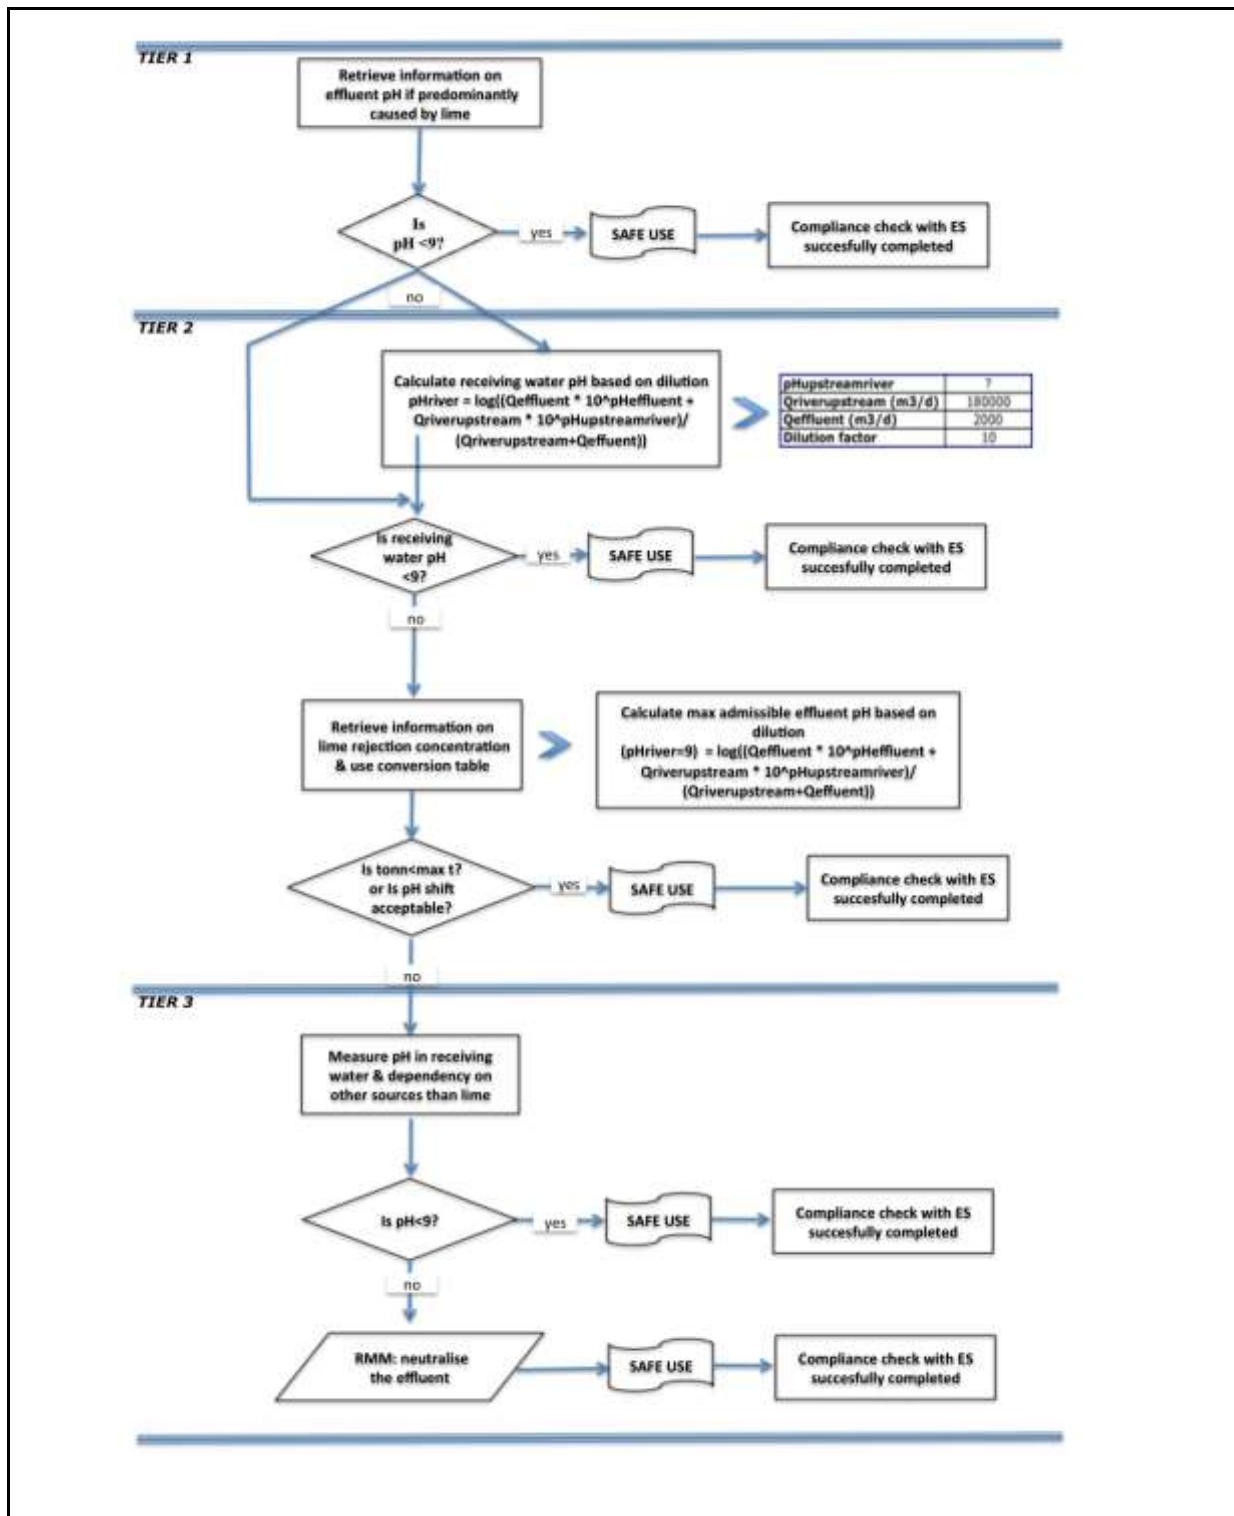 TIER 1
Retrieve information on
effluent pH if predominantly
caused by lime
Is
pH <9?
yes
SAFE USE
Compliance check with ES
succesfully completed
no
TIER 2
Calculate receiving water pH based on dilution
pHriver = log((Qeffluent * 10^pHeffluent +
Qriverupstream * 10^pHupstreamriver)/
(Qriverupstream+Qeffuent))
pHupstreamriver ?
Qriverupstream (m3/d) 180000
Qeffluent (m3/d) 2000
Dilution factor 10
Is receiving
water pH
<9?
yes
SAFE USE
Compliance check with ES
succesfully completed
no
Retrieve information on
lime rejection concentration
& use conversion table
Calculate max admissible effluent pH based on
dilution
(pHriver=9) = log((Qeffluent * 10^pHeffluent +
Qriverupstream * 10^pHupstreamriver)/
(Qriverupstream+Qeffuent))
Is tonn<max t?
or Is pH shift
acceptable?
yes
SAFE USE
Compliance check with ES
succesfully completed
no
TIER 3
Measure pH in receiving
water & dependency on
other sources than lime
Is pH<9?
yes
SAFE USE
Compliance check with ES
succesfully completed
no
RMM: neutralise
the effluent
SAFE USE
Compliance check with ES
succesfully completed